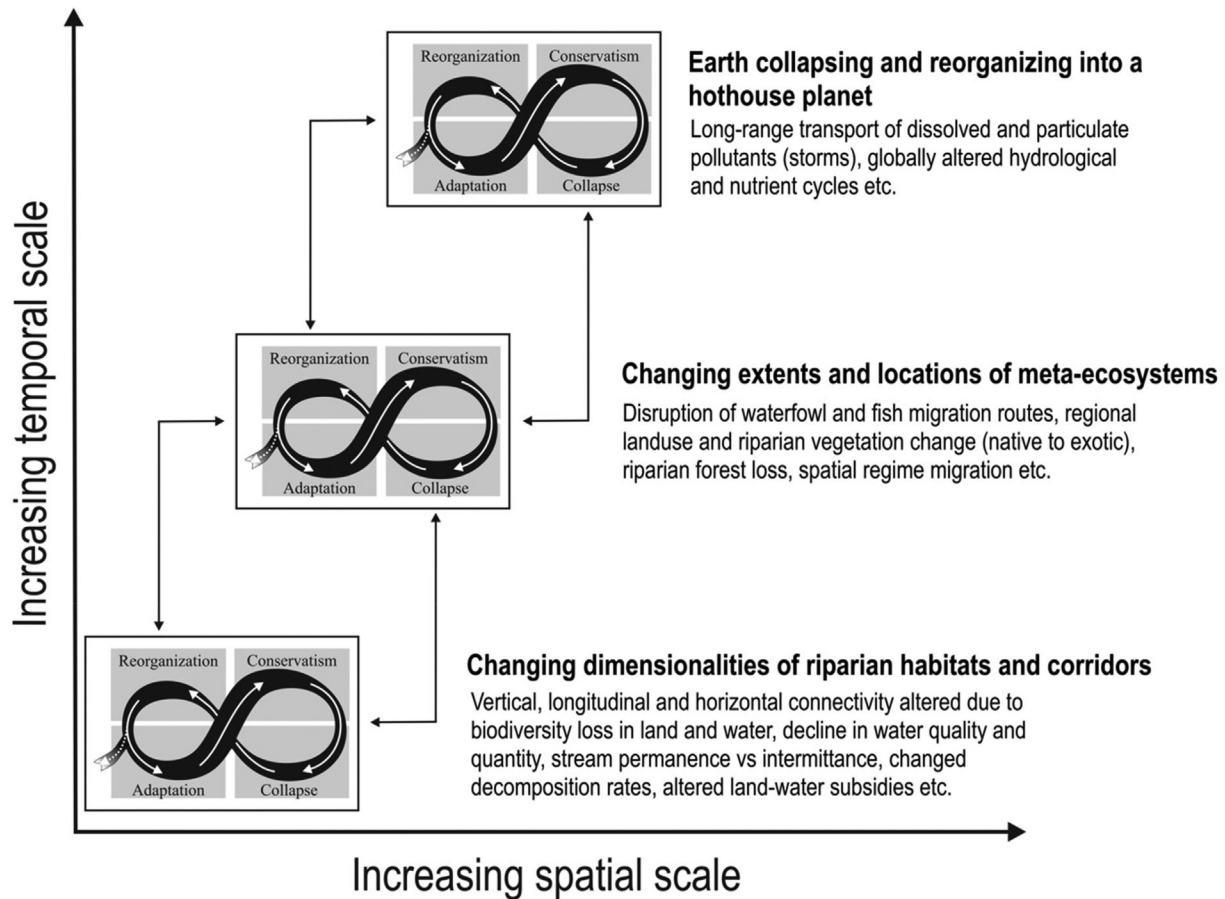 Increasing temporal scale
Reorganization Conservatism
Adaptation Collapse
Earth collapsing and reorganizing into a
hothouse planet
Long-range transport of dissolved and particulate
pollutants (storms), globally altered hydrological
and nutrient cycles etc.
Reorganization Conservatism
Adaptation Collapse
Changing extents and locations of meta-ecosystems
Disruption of waterfowl and fish migration routes, regional
landuse and riparian vegetation change (native to exotic),
riparian forest loss, spatial regime migration etc.
Reorganization Conservatism
Adaptation Collapse
Changing dimensionalities of riparian habitats and corridors
Vertical, longitudinal and horizontal connectivity altered due to
biodiversity loss in land and water, decline in water quality and
quantity, stream permanence vs intermittance, changed
decomposition rates, altered land-water subsidies etc.
Increasing spatial scale